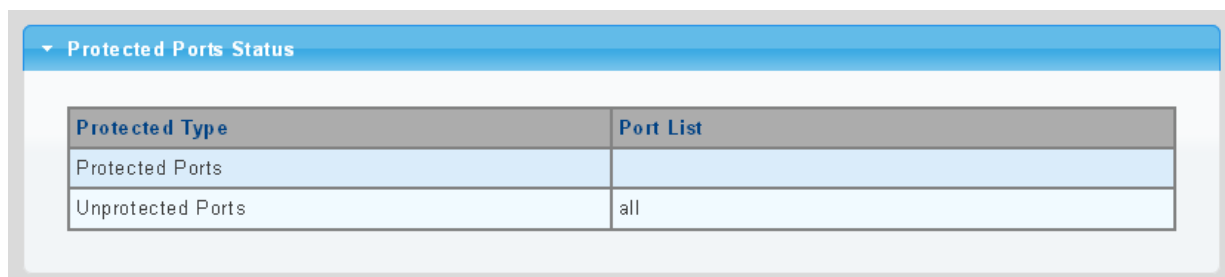 Protected Ports Status
Protected Type Port List
Protected Ports
Unprotected Ports all